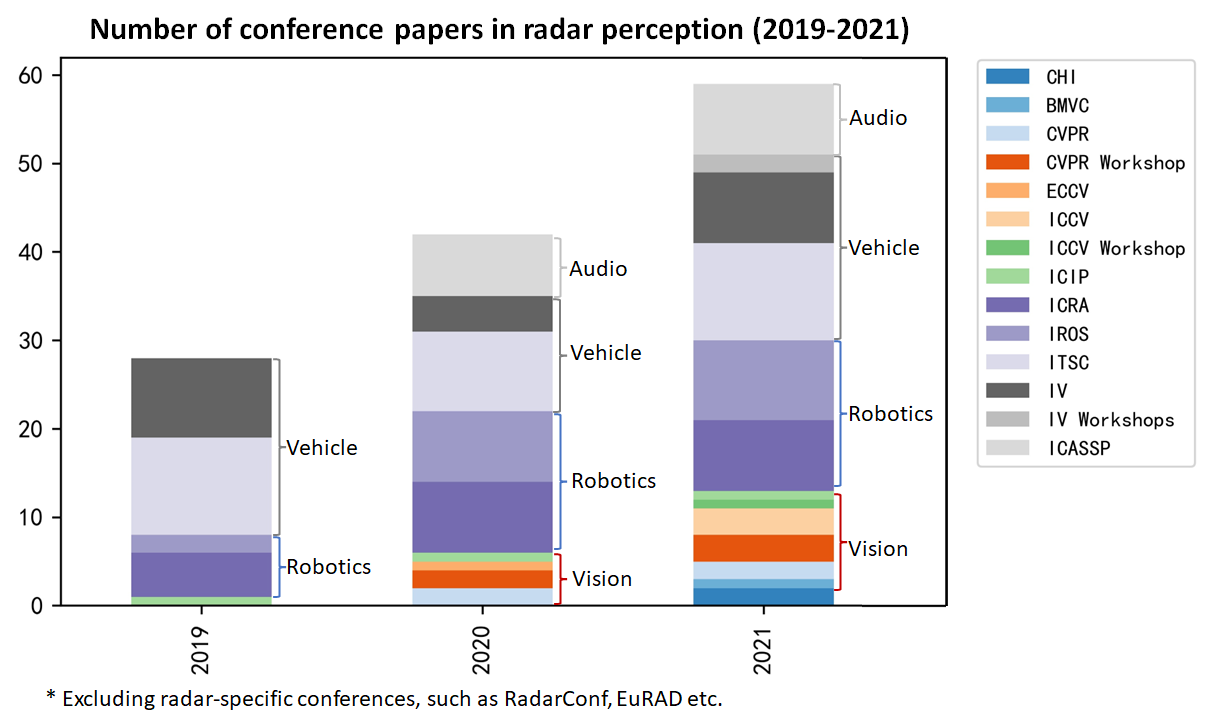 Number of conference papers in radar perception (2019-2021)
60
50
40
30
20
10
0
2019
2020
2021
Vehicle
Robotics
Audio
Vehicle
Robotics
Vision
Audio
Vehicle
Robotics
Vision
CHI
BMVC
CVPR
CVPR Workshop
ECCV
ICCV
ICCV Workshop
ICIP
ICRA
IROS
ITSC
IV
IV Workshops
ICASSP
* Excluding radar-specific conferences, such as RadarConf, EuRAD etc.